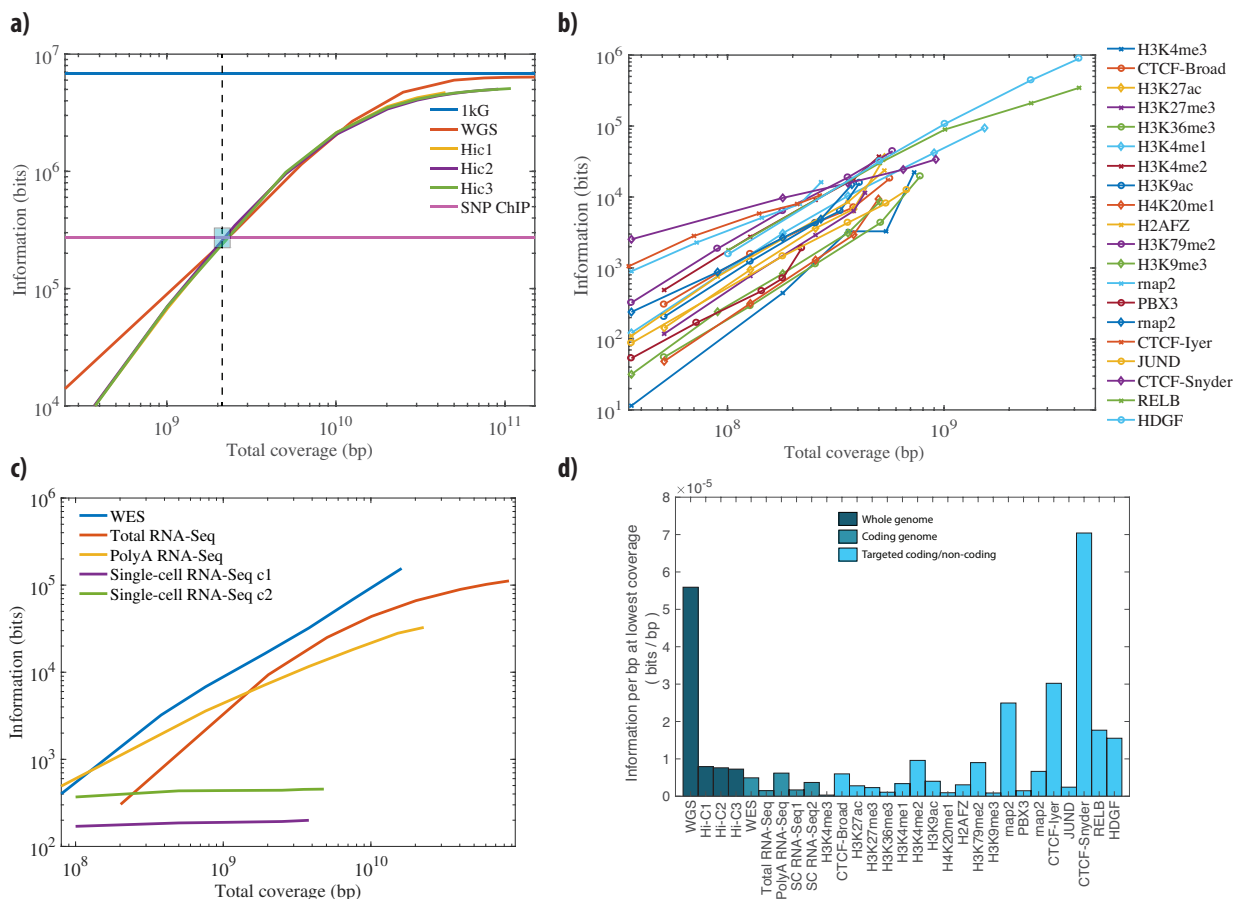 a)
10^7
10^6
10^5
10^4
Information (bits)
10^9
10^10
10^11
Total coverage (bp)
1kG
WGS
Hic1
Hic2
Hic3
SNP ChIP
b)
10^6
10^5
10^4
10^3
10^2
10^1
Information (bits)
10^8
10^9
Total coverage (bp)
H3K4me3
CTCF-Broad
H3K27ac
H3K27me3
H3K36me3
H3K4me1
H3K4me2
H3K9ac
H4K20me1
H2AFZ
H3K79me2
H3K9me3
rnap2
PBX3
rnap2
CTCF-Iyer
JUND
CTCF-Snyder
RELB
HDGF
c)
10^6
10^5
10^4
10^3
10^2
Information (bits)
10^8
10^9
10^10
Total coverage (bp)
WES
Total RNA-Seq
PolyA RNA-Seq
Single-cell RNA-Seq c1
Single-cell RNA-Seq c2
d)
×10^-5
8
7
6
5
4
3
2
1
0
Information per bp at lowest coverage
( bits / bp)
Whole genome
Coding genome
Targeted coding/non-coding
WGS
Hi-C1
Hi-C2
Hi-C3
WES
Total RNA-Seq
PolyA RNA-Seq
SC RNA-Seq1
SC RNA-Seq2
H3K4me3
CTCF-Broad
H3K27ac
H3K27me3
H3K36me3
H3K4me1
H3K4me2
H3K9ac
H4K20me1
H2AFZ
H3K79me2
H3K9me3
rnap2
PBX3
rnap2
CTCF-Iyer
JUND
CTCF-Snyder
RELB
HDGF